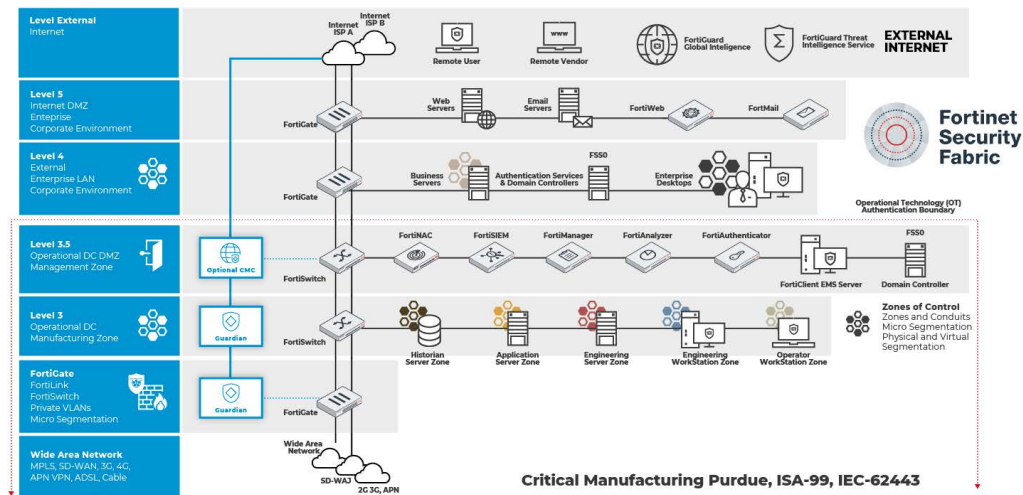 Level External
Internet
Internet
ISP B
Internet
ISP A
Remote User
www
Remote Vendor
FortiGuard
Global Inteligence
FortiGuard Threat
Intelligence Service
EXTERNAL
INTERNET
Level 5
Internet DMZ
Enteprise
Corporate Environment
FortiGate
Web
Servers
Email
Servers
FortiWeb
FortMail
Fortinet
Security
Fabric
Level 4
External
Enterprise LAN
Corporate Environment
FortiGate
Business
Servers
Authentication Services
& Domain Controllers
FSS0
Enterprise
Desktops
Operational Technology (OT)
Authentication Boundary
Level 3.5
Operational DC DMZ
Management Zone
Optional CMC
FortiSwitch
FortiNAC
FortiSIEM
FortiManager
FortiAnalyzer
FortiAuthenticator
FortiClient EMS Server
FSS0
Domain Controller
Level 3
Operational DC
Manufacturing Zone
Guardian
FortiSwitch
Historian
Server Zone
Application
Server Zone
Engineering
Server Zone
Engineering
WorkStation Zone
Operator
WorkStation Zone
Zones of Control
Zones and Conduits
Micro Segmentation
Physical and Virtual
Segmentation
FortiGate
FortiLink
FortiSwitch
Private VLANs
Micro Segmentation
Guardian
FortiGate
Wide Area Network
MPLS, SD-WAN, 3G, 4G,
APN VPN, ADSL, Cable
Wide Area
Network
SD-WAJ
2G 3G, APN
Critical Manufacturing Purdue, ISA-99, IEC-62443